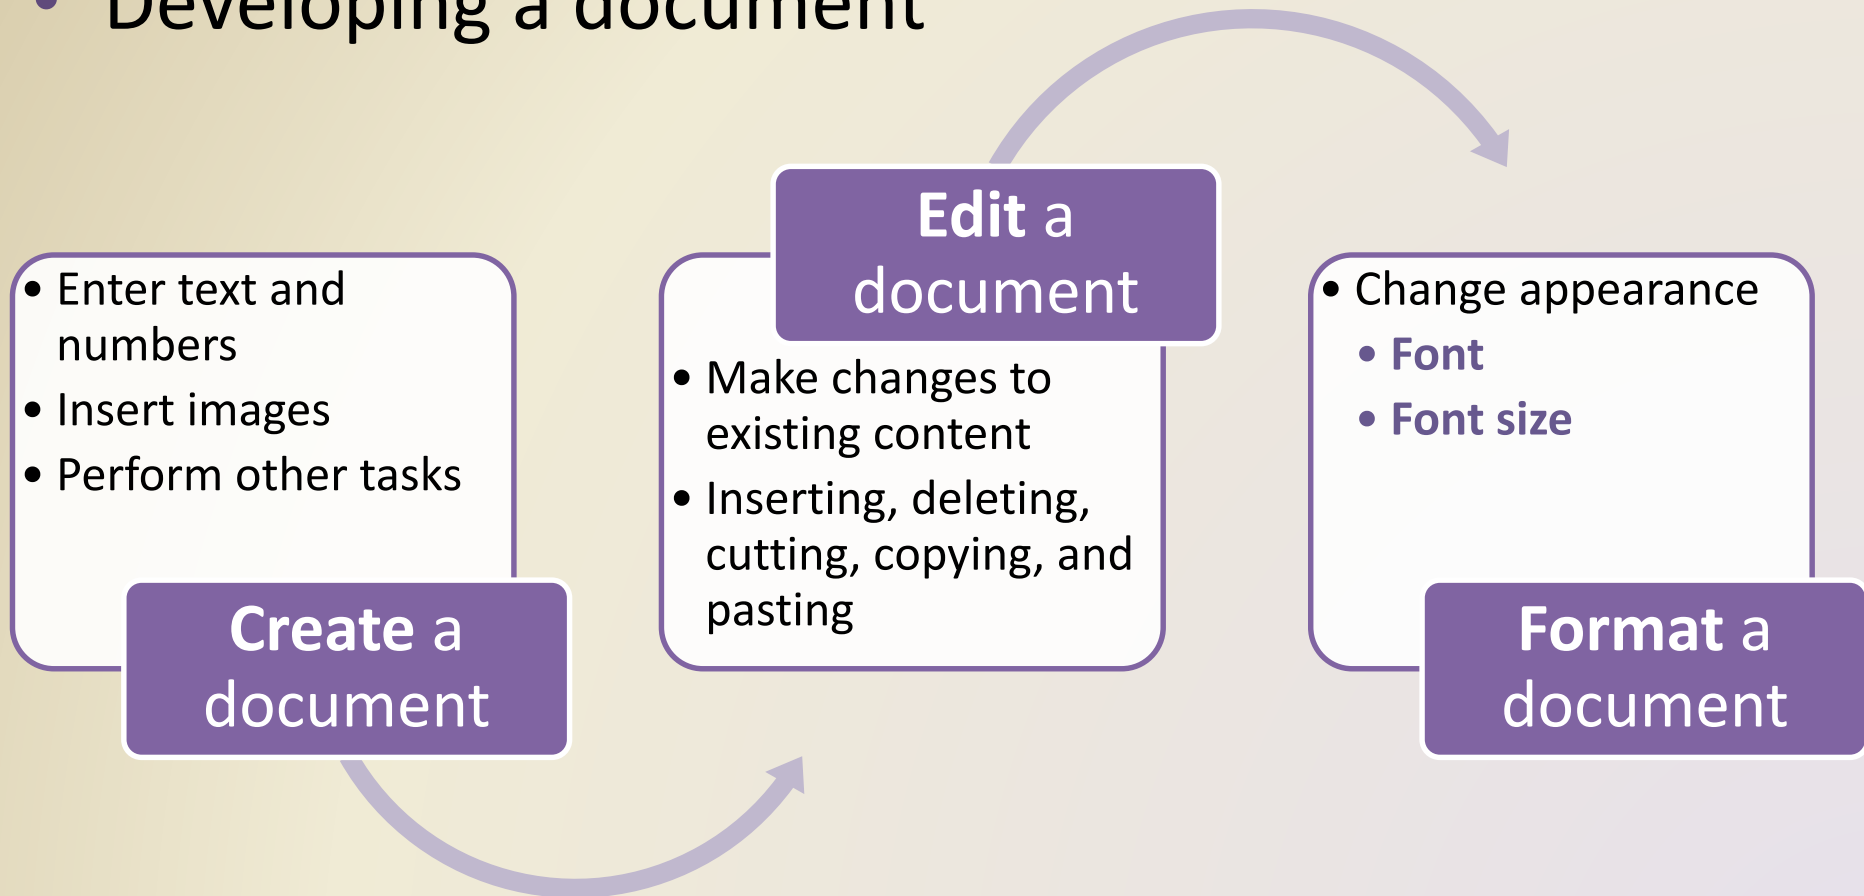 • Developing a document
• Enter text and
numbers
• Insert images
• Perform other tasks
Create a
document
Edit a
document
• Make changes to
existing content
• Inserting, deleting,
cutting, copying, and
pasting
• Change appearance
• Font
• Font size
Format a
document